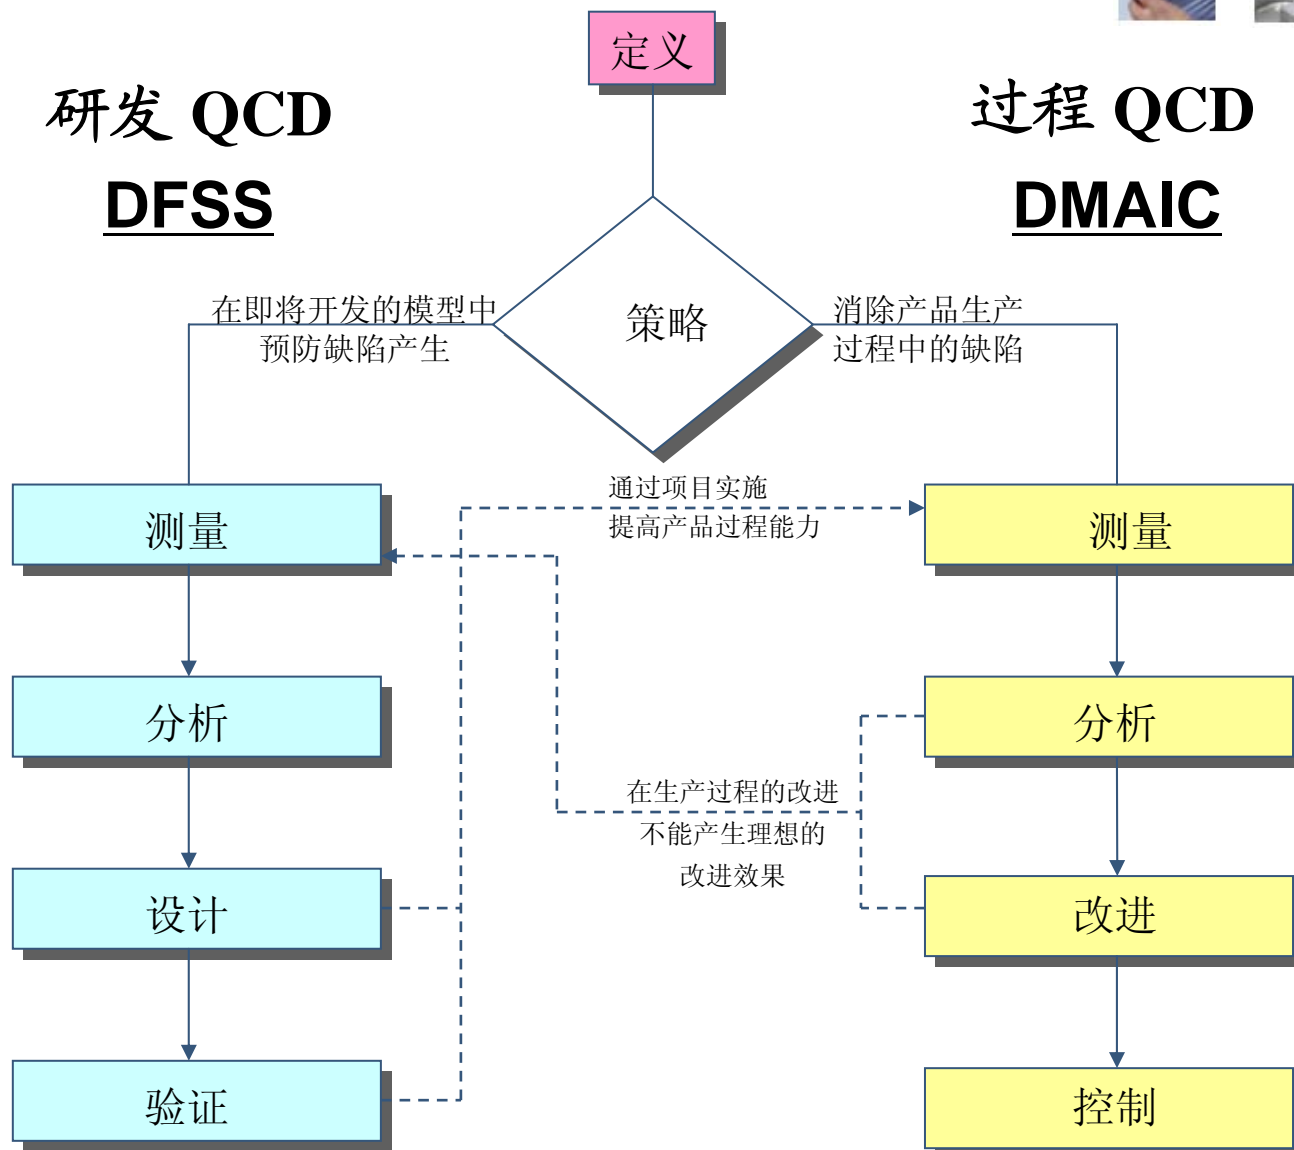 定义
研发 QCD
DFSS
过程 QCD
DMAIC
策略
在即将开发的模型中
预防缺陷产生
消除产品生产
过程中的缺陷
通过项目实施
提高产品过程能力
测量
测量
分析
分析
在生产过程的改进
不能产生理想的
改进效果
设计
改进
验证
控制